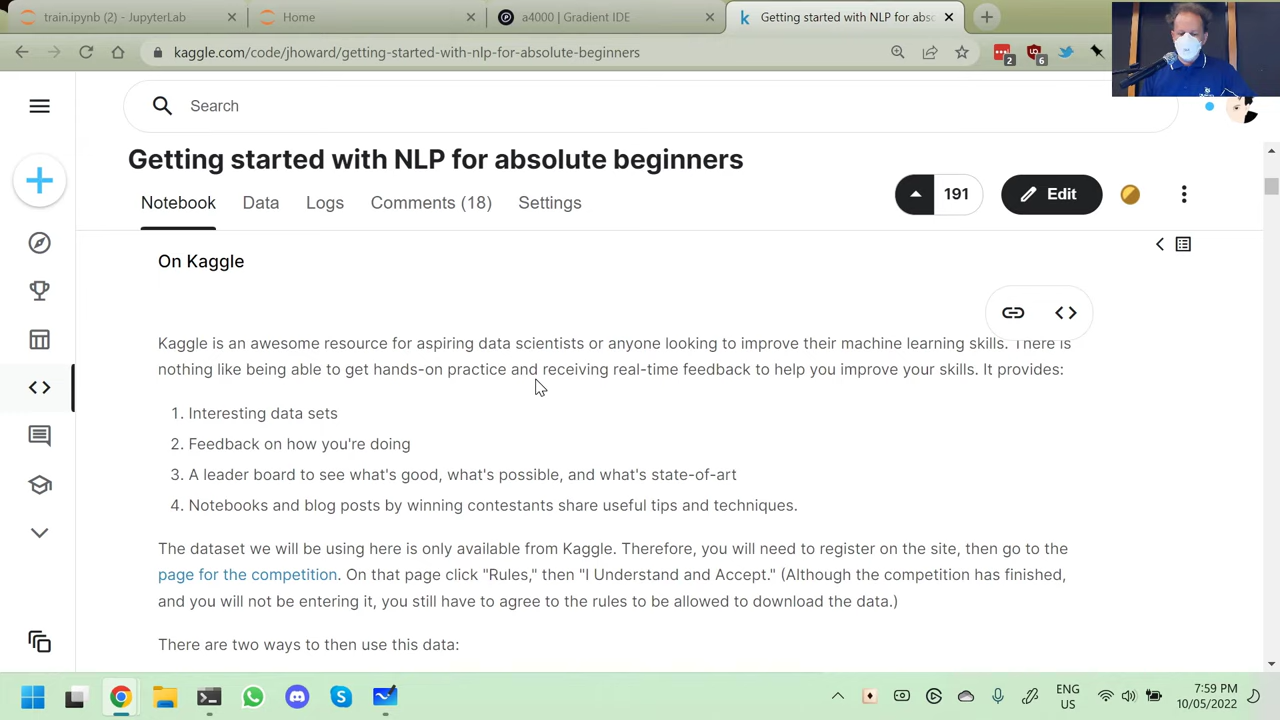 train.ipynb (2) - JupyterLab
Home
a4000 | Gradient IDE
Getting started with NLP for abso
kaggle.com/code/jhoward/getting-started-with-nlp-for-absolute-beginners
2
6
Search
Getting started with NLP for absolute beginners
Notebook
Data
Logs
Comments (18)
Settings
191
Edit
On Kaggle
Kaggle is an awesome resource for aspiring data scientists or anyone looking to improve their machine learning skills. There is
nothing like being able to get hands-on practice and receiving real-time feedback to help you improve your skills. It provides:
1. Interesting data sets
2. Feedback on how you're doing
3. A leader board to see what's good, what's possible, and what's state-of-art
4. Notebooks and blog posts by winning contestants share useful tips and techniques.
The dataset we will be using here is only available from Kaggle. Therefore, you will need to register on the site, then go to the
page for the competition. On that page click "Rules," then "I Understand and Accept." (Although the competition has finished,
and you will not be entering it, you still have to agree to the rules to be allowed to download the data.)
There are two ways to then use this data:
ENG
US
7:59 PM
10/05/2022